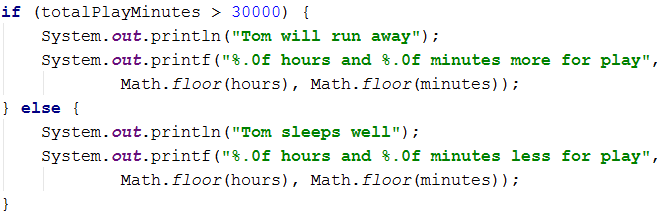 if (totalPlayMinutes > 30000) {
System.out.println("Tom will run away");
System.out.printf("%.0f hours and %.0f minutes more for play",
Math.floor(hours), Math.floor(minutes));
} else {
System.out.println("Tom sleeps well");
System.out.printf("%.0f hours and %.0f minutes less for play",
Math.floor(hours), Math.floor(minutes));
}